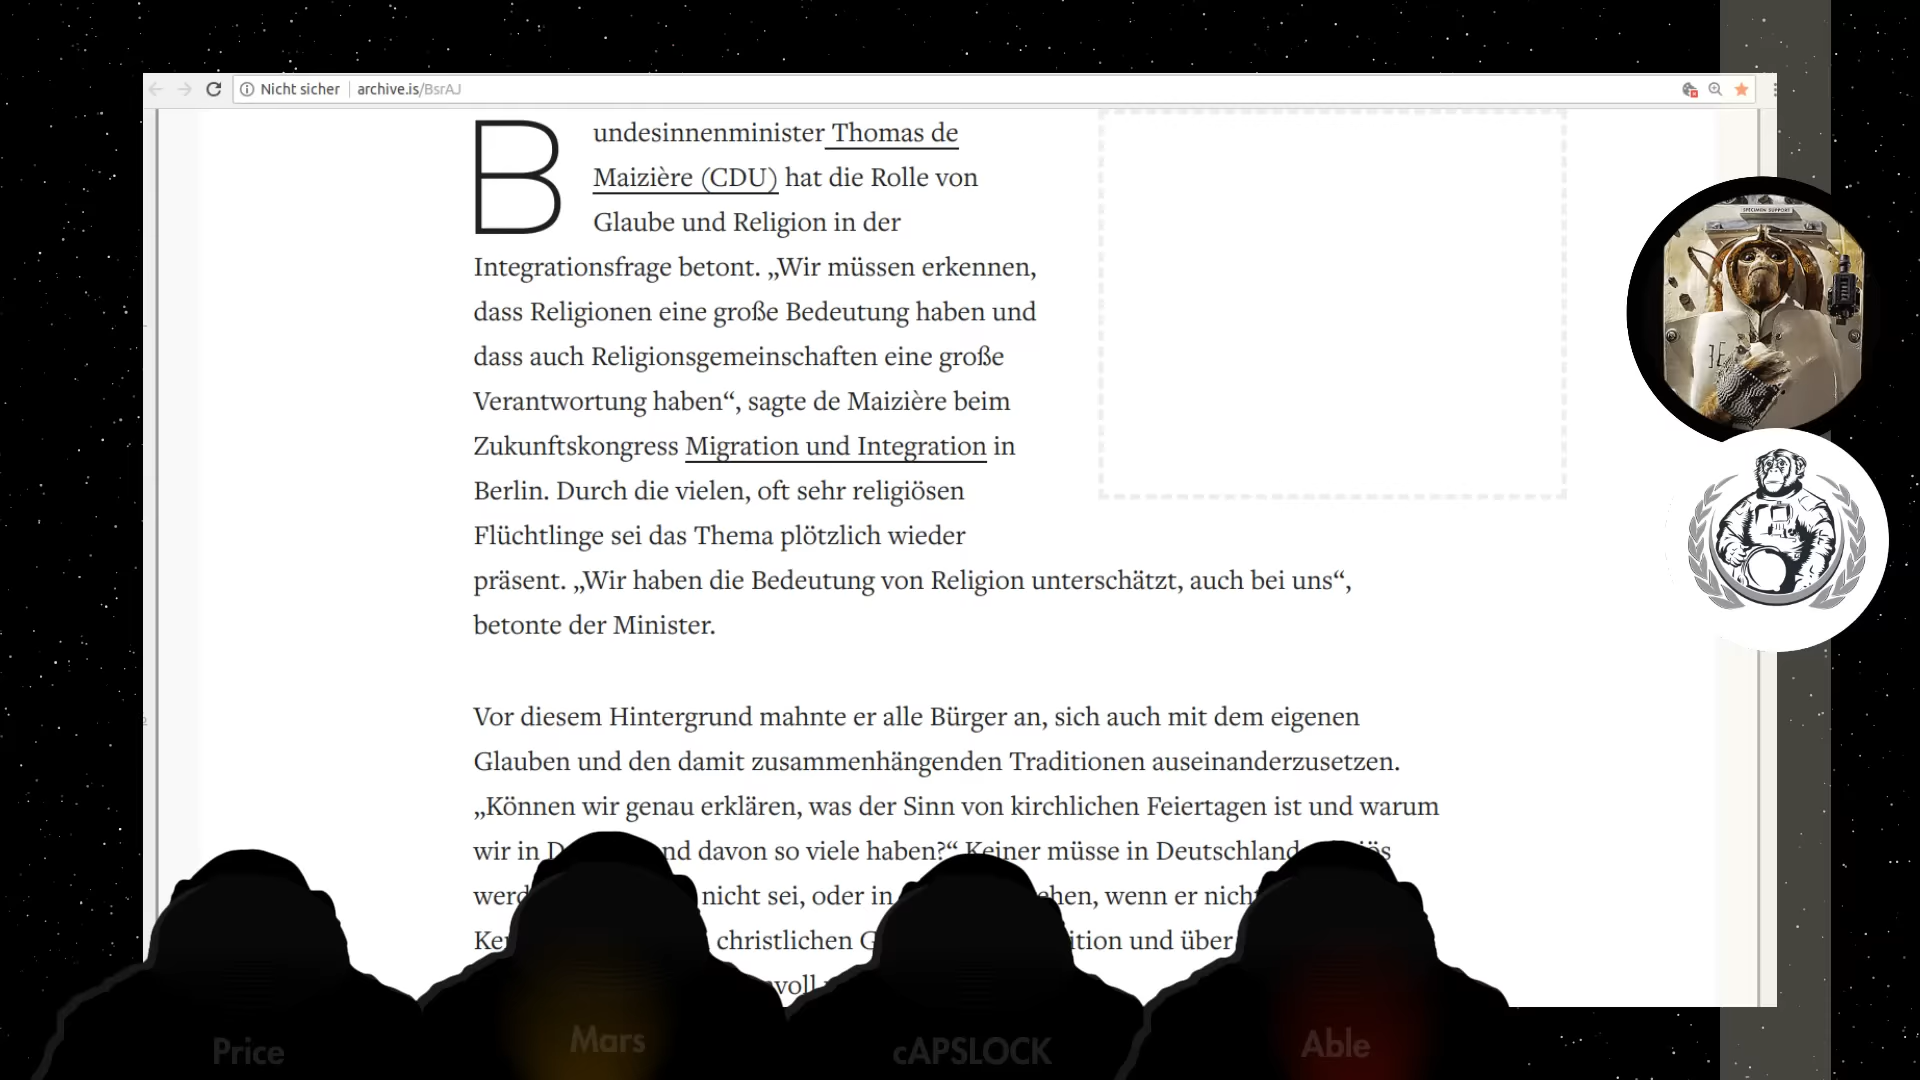 Nicht sicher archive.is/BsrAJ
Bundesinnenminister Thomas de
Maizière (CDU) hat die Rolle von
Glaube und Religion in der
Integrationsfrage betont. „Wir müssen erkennen,
dass Religionen eine große Bedeutung haben und
dass auch Religionsgemeinschaften eine große
Verantwortung haben“, sagte de Maizière beim
Zukunftskongress Migration und Integration in
Berlin. Durch die vielen, oft sehr religiösen
Flüchtlinge sei das Thema plötzlich wieder
präsent. „Wir haben die Bedeutung von Religion unterschätzt, auch bei uns“,
betonte der Minister.
Vor diesem Hintergrund mahnte er alle Bürger an, sich auch mit dem eigenen
Glauben und den damit zusammenhängenden Traditionen auseinanderzusetzen.
„Können wir genau erklären, was der Sinn von kirchlichen Feiertagen ist und warum
wir in davon so viele haben?“ Keiner müsse in Deutschland
nicht sei, oder in wenn er
christlichen und über
SPECIMEN SUPPORT
Price
Mars
cAPSLOCK
Able